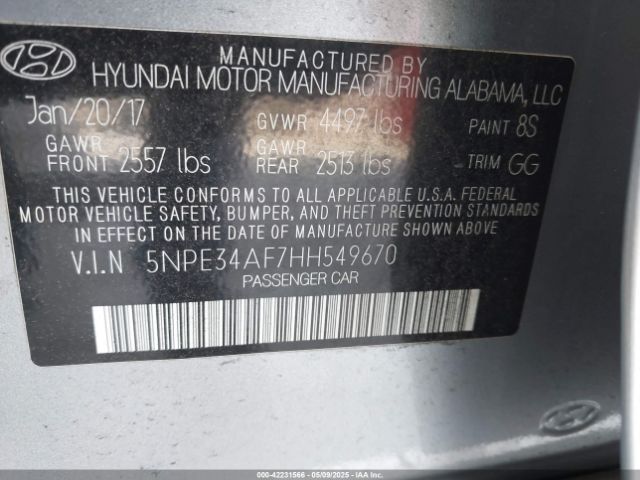 MANUFACTURED BY
HYUNDAI MOTOR MANUFACTURING ALABAMA, LLC
Jan/20/17 GVWR 4497 lbs PAINT 8S
GAWR FRONT 2557 lbs GAWR REAR 2513 lbs TRIM GG
THIS VEHICLE CONFORMS TO ALL APPLICABLE U.S.A. FEDERAL
MOTOR VEHICLE SAFETY, BUMPER, AND THEFT PREVENTION STANDARDS
IN EFFECT ON THE DATE OF MANUFACTURE SHOWN ABOVE.
V.I.N 5NPE34AF7HH549670
PASSENGER CAR
000-42231566 05/09/2025 IAAI.COM